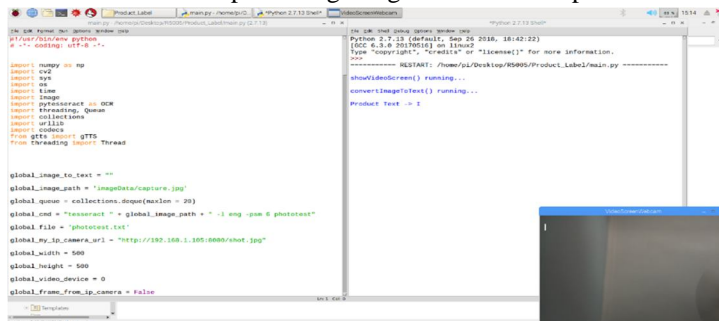 Product_Label
*Python 2.7.13 Shell*
VideoScreenWebcam
15:14
main.py - /home/pi/Desktop/R5005/Product_Label/main.py (2.7.13)
*Python 2.7.13 Shell*
File Edit Format Run Options Window Help
File Edit Shell Debug Options Window Help
#!/usr/bin/env python
# -*- coding: utf-8 -*-
import numpy as np
import cv2
import sys
import os
import time
import Image
import pytesseract as OCR
import threading, Queue
import collections
import urllib
import codecs
from gtts import gTTS
from threading import Thread
global_image_to_text = ""
global_image_path = 'imageData/capture.jpg'
global_queue = collections.deque(maxlen = 20)
global_cmd = "tesseract " + global_image_path + " -l eng -psm 6 phototest"
global_file = 'phototest.txt'
global_my_ip_camera_url = "http://192.168.1.105:8080/shot.jpg"
global_width = 500
global_height = 500
global_video_device = 0
global_frame_from_ip_camera = False
Python 2.7.13 (default, Sep 26 2018, 18:42:22)
[GCC 6.3.0 20170516] on linux2
Type "copyright", "credits" or "license()" for more information.
>>>
=========== RESTART: /home/pi/Desktop/R5005/Product_Label/main.py ===========
showVideoScreen() running...
convertImageToText() running...
Product Text -> I
VideoScreenWebcam
Ln: 1 Col: 0
Templates